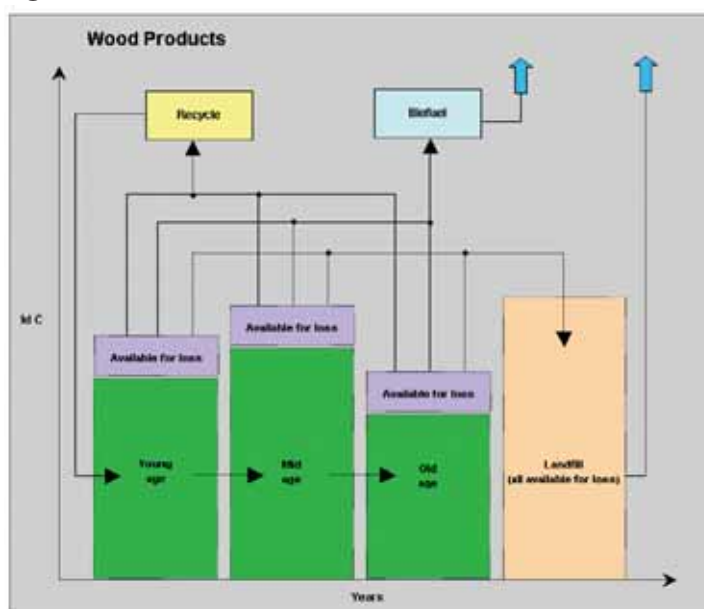 Wood Products
Recycle
Biofuel
kt C
Available for loss
Available for loss
Available for loss
Young
age
Mid
age
Old
age
Landfill
(all available for loss)
Years